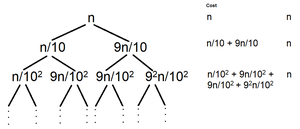 Cost
n n n
n/10 9n/10 n/10 + 9n/10 n
n/10² 9n/10² 9n/10² 9²n/10² n/10² + 9n/10² + n
9n/10² + 9²n/10²